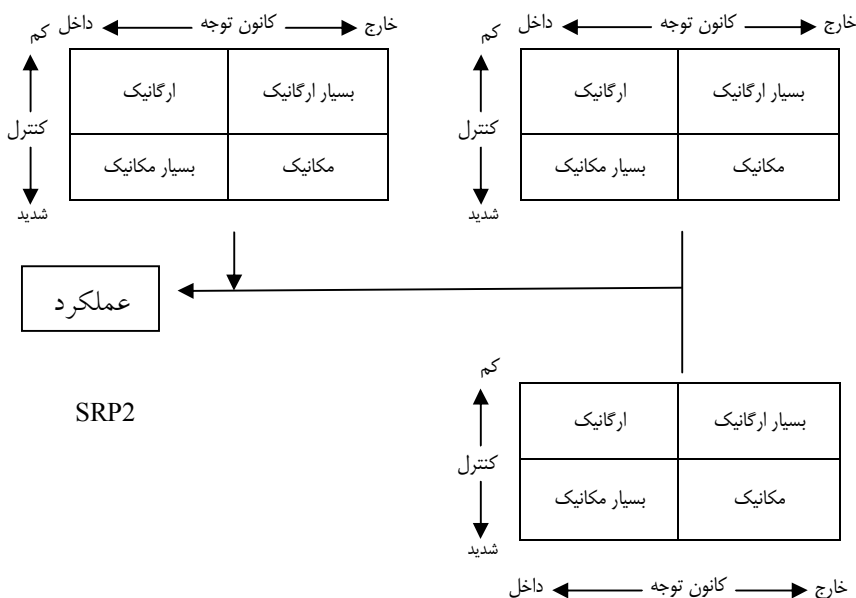 خارج کانون توجه داخل
کم
کنترل
شدید
ارگانیک بسیار ارگانیک
بسیار مکانیک مکانیک
خارج کانون توجه داخل
کم
کنترل
شدید
ارگانیک بسیار ارگانیک
بسیار مکانیک مکانیک
عملکرد
SRP2
کم
کنترل
شدید
ارگانیک بسیار ارگانیک
بسیار مکانیک مکانیک
خارج کانون توجه داخل